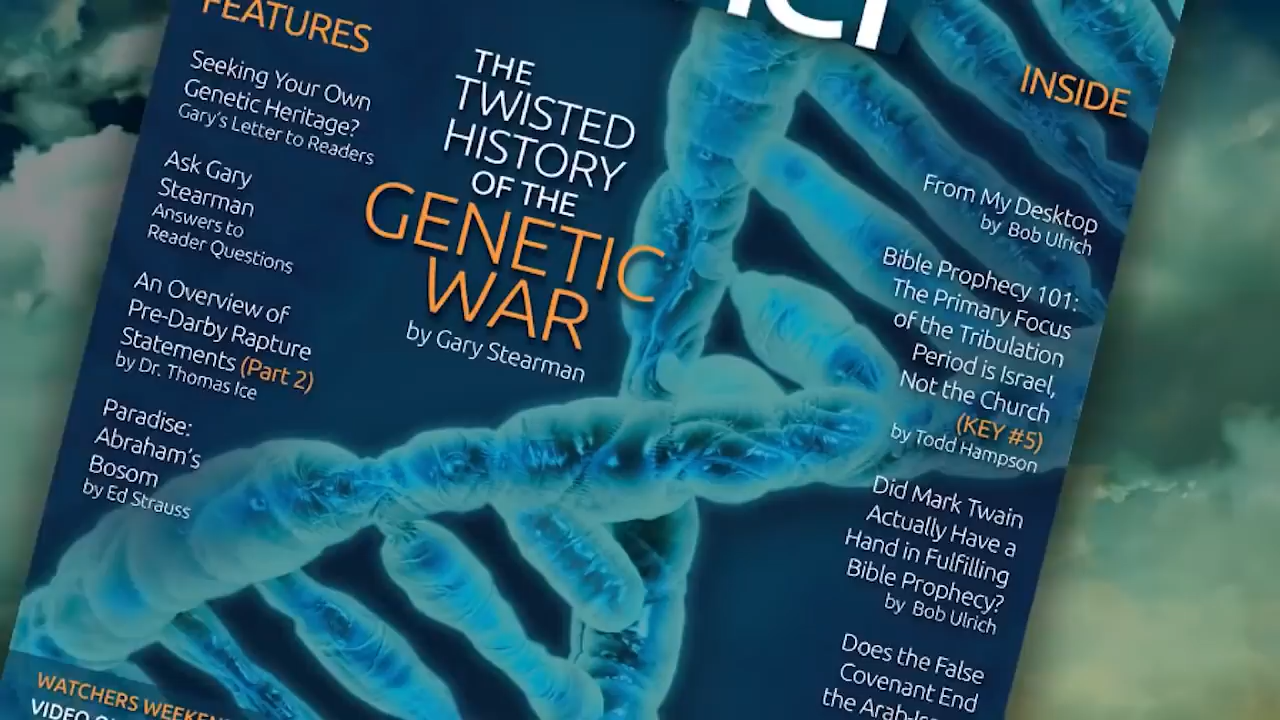 FEATURES
Seeking Your Own
Genetic Heritage?
Gary's Letter to Readers
Ask Gary
Stearman
Answers to
Reader Questions
An Overview of
Pre-Darby Rapture
Statements (Part 2)
by Dr. Thomas Ice
Paradise:
Abraham's
Bosom
by Ed Strauss
WATCHERS WEEKEND
VIDEO
THE
TWISTED
HISTORY
OF THE
GENETIC
WAR
by Gary Stearman
INSIDE
From My Desktop
by Bob Ulrich
Bible Prophecy 101:
The Primary Focus
of the Tribulation
Period is Israel,
Not the Church
(KEY #5)
by Todd Hampson
Did Mark Twain
Actually Have a
Hand in Fulfilling
Bible Prophecy?
by Bob Ulrich
Does the False
Covenant End
the